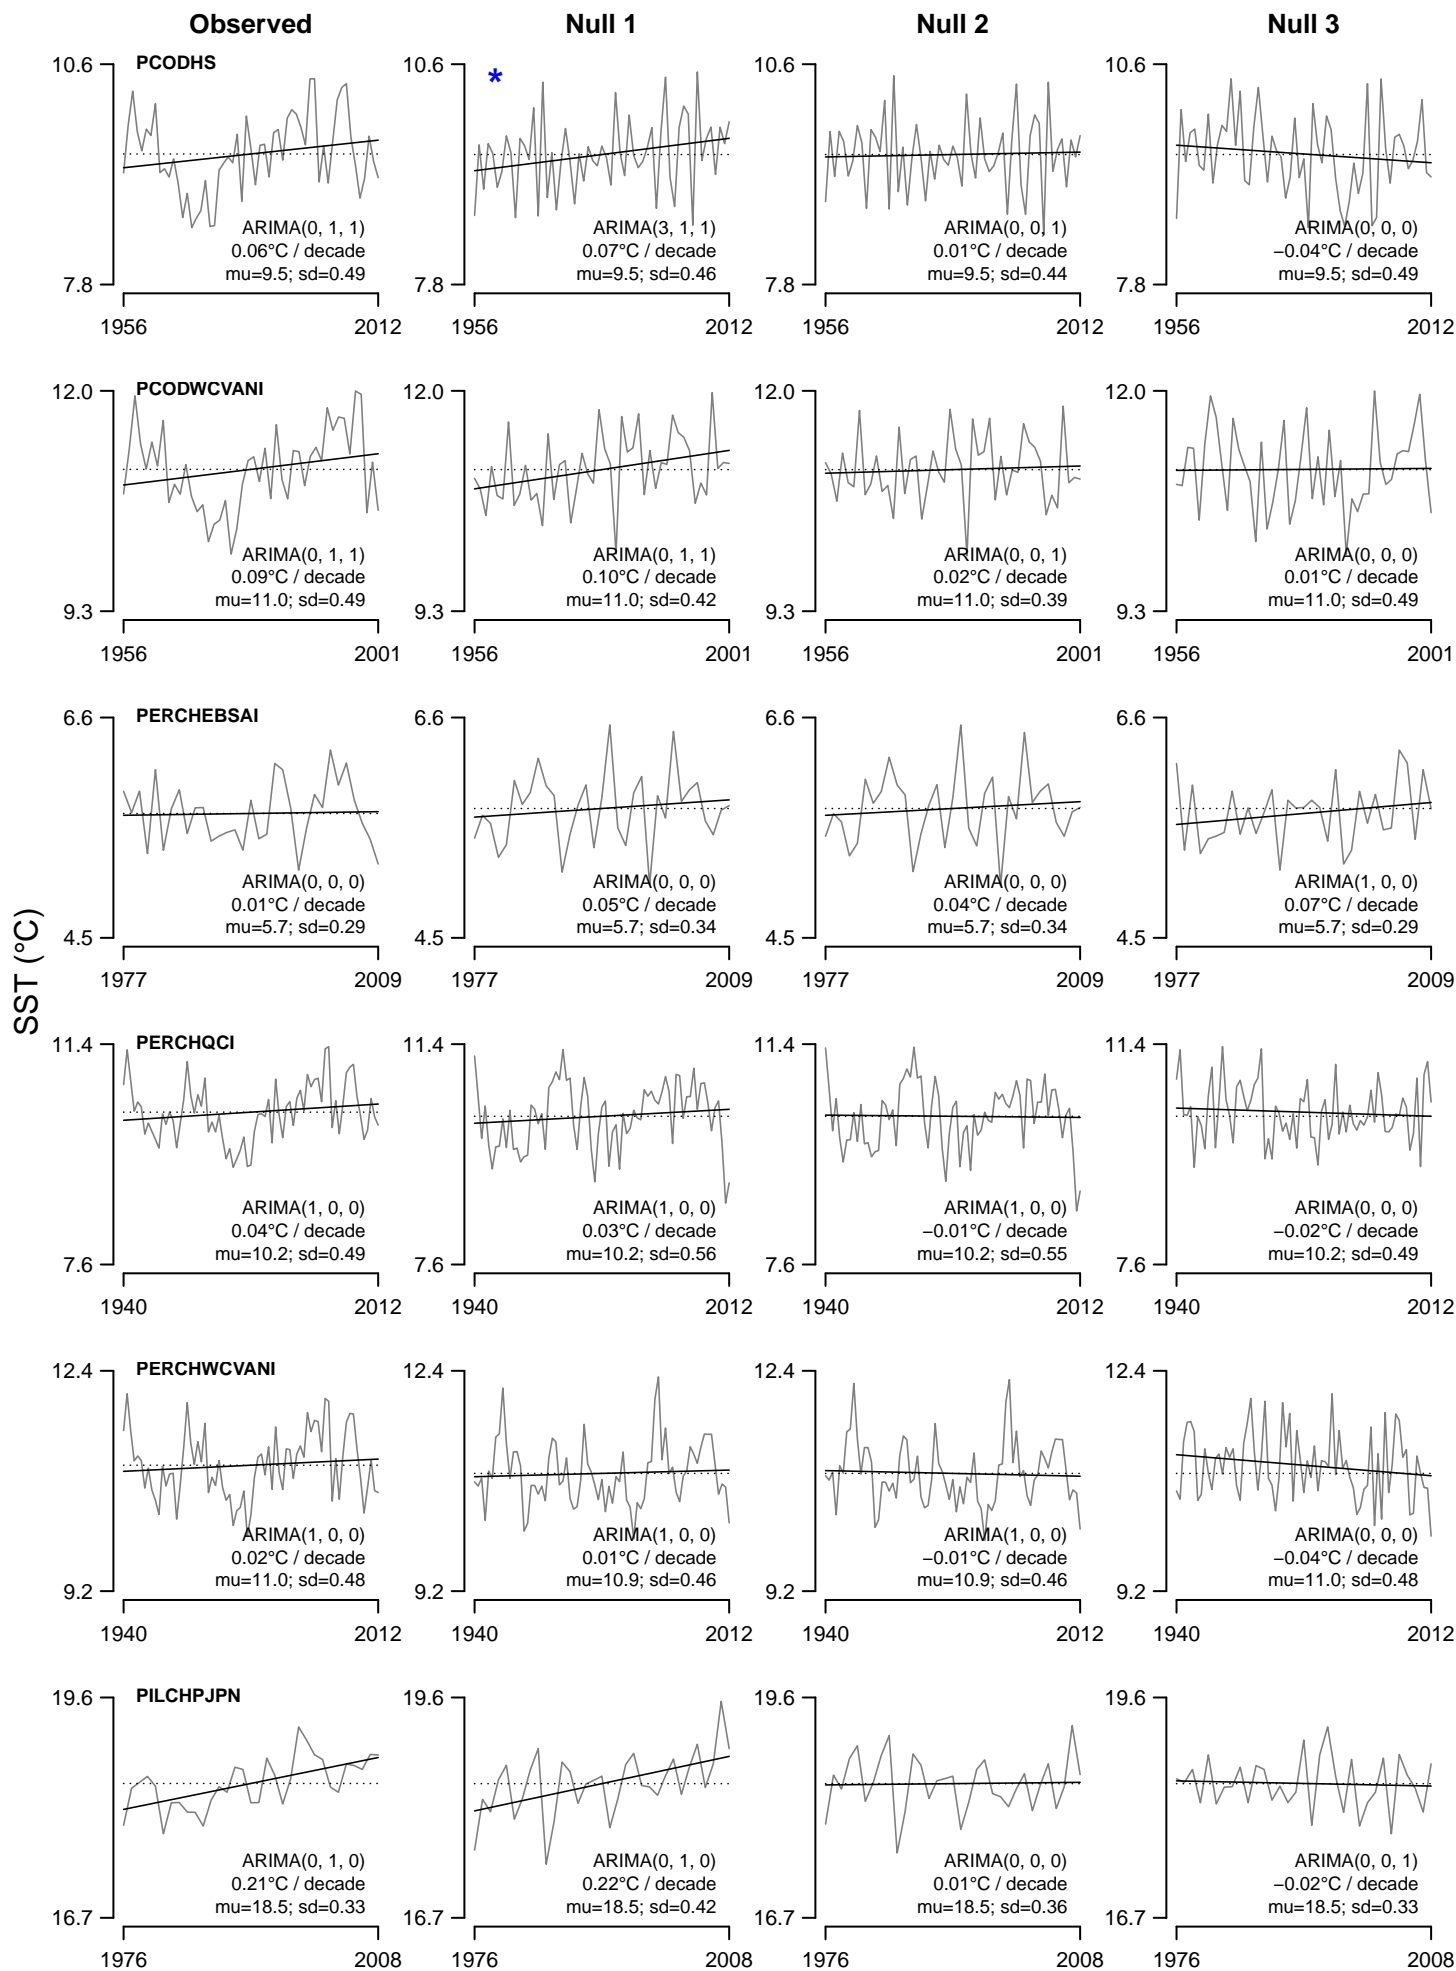 Observed Null 1 Null 2 Null 3
SST (°C)
PCODHS
10.6
7.8
1956 2012
ARIMA(0, 1, 1)
0.06°C / decade
mu=9.5; sd=0.49
*
10.6
7.8
1956 2012
ARIMA(3, 1, 1)
0.07°C / decade
mu=9.5; sd=0.46
10.6
7.8
1956 2012
ARIMA(0, 0, 1)
0.01°C / decade
mu=9.5; sd=0.44
10.6
7.8
1956 2012
ARIMA(0, 0, 0)
−0.04°C / decade
mu=9.5; sd=0.49
PCODWCVANI
12.0
9.3
1956 2001
ARIMA(0, 1, 1)
0.09°C / decade
mu=11.0; sd=0.49
12.0
9.3
1956 2001
ARIMA(0, 1, 1)
0.10°C / decade
mu=11.0; sd=0.42
12.0
9.3
1956 2001
ARIMA(0, 0, 1)
0.02°C / decade
mu=11.0; sd=0.39
12.0
9.3
1956 2001
ARIMA(0, 0, 0)
0.01°C / decade
mu=11.0; sd=0.49
PERCHEBSAI
6.6
4.5
1977 2009
ARIMA(0, 0, 0)
0.01°C / decade
mu=5.7; sd=0.29
6.6
4.5
1977 2009
ARIMA(0, 0, 0)
0.05°C / decade
mu=5.7; sd=0.34
6.6
4.5
1977 2009
ARIMA(0, 0, 0)
0.04°C / decade
mu=5.7; sd=0.34
6.6
4.5
1977 2009
ARIMA(1, 0, 0)
0.07°C / decade
mu=5.7; sd=0.29
PERCHQCI
11.4
7.6
1940 2012
ARIMA(1, 0, 0)
0.04°C / decade
mu=10.2; sd=0.49
11.4
7.6
1940 2012
ARIMA(1, 0, 0)
0.03°C / decade
mu=10.2; sd=0.56
11.4
7.6
1940 2012
ARIMA(1, 0, 0)
−0.01°C / decade
mu=10.2; sd=0.55
11.4
7.6
1940 2012
ARIMA(0, 0, 0)
−0.02°C / decade
mu=10.2; sd=0.49
PERCHWCVANI
12.4
9.2
1940 2012
ARIMA(1, 0, 0)
0.02°C / decade
mu=11.0; sd=0.48
12.4
9.2
1940 2012
ARIMA(1, 0, 0)
0.01°C / decade
mu=10.9; sd=0.46
12.4
9.2
1940 2012
ARIMA(1, 0, 0)
−0.01°C / decade
mu=10.9; sd=0.46
12.4
9.2
1940 2012
ARIMA(0, 0, 0)
−0.04°C / decade
mu=11.0; sd=0.48
PILCHPJPN
19.6
16.7
1976 2008
ARIMA(0, 1, 0)
0.21°C / decade
mu=18.5; sd=0.33
19.6
16.7
1976 2008
ARIMA(0, 1, 0)
0.22°C / decade
mu=18.5; sd=0.42
19.6
16.7
1976 2008
ARIMA(0, 0, 0)
0.01°C / decade
mu=18.5; sd=0.36
19.6
16.7
1976 2008
ARIMA(0, 0, 1)
−0.02°C / decade
mu=18.5; sd=0.33